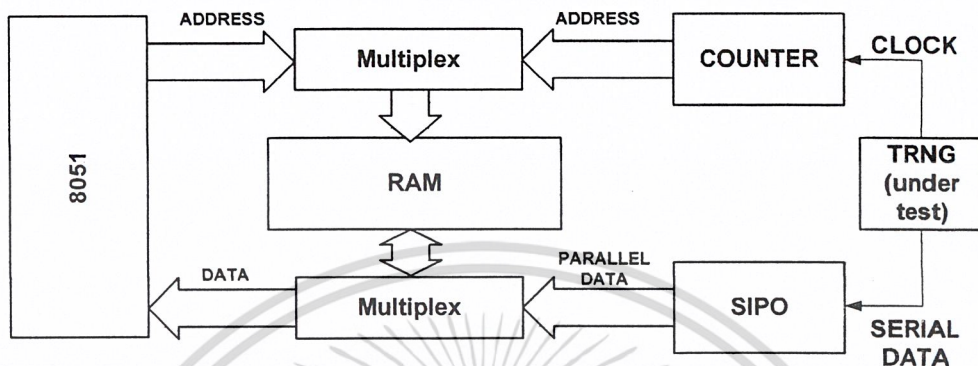 ADDRESS
ADDRESS
Multiplex
COUNTER
CLOCK
8051
RAM
TRNG
(under
test)
DATA
PARALLEL
DATA
Multiplex
SIPO
SERIAL
DATA